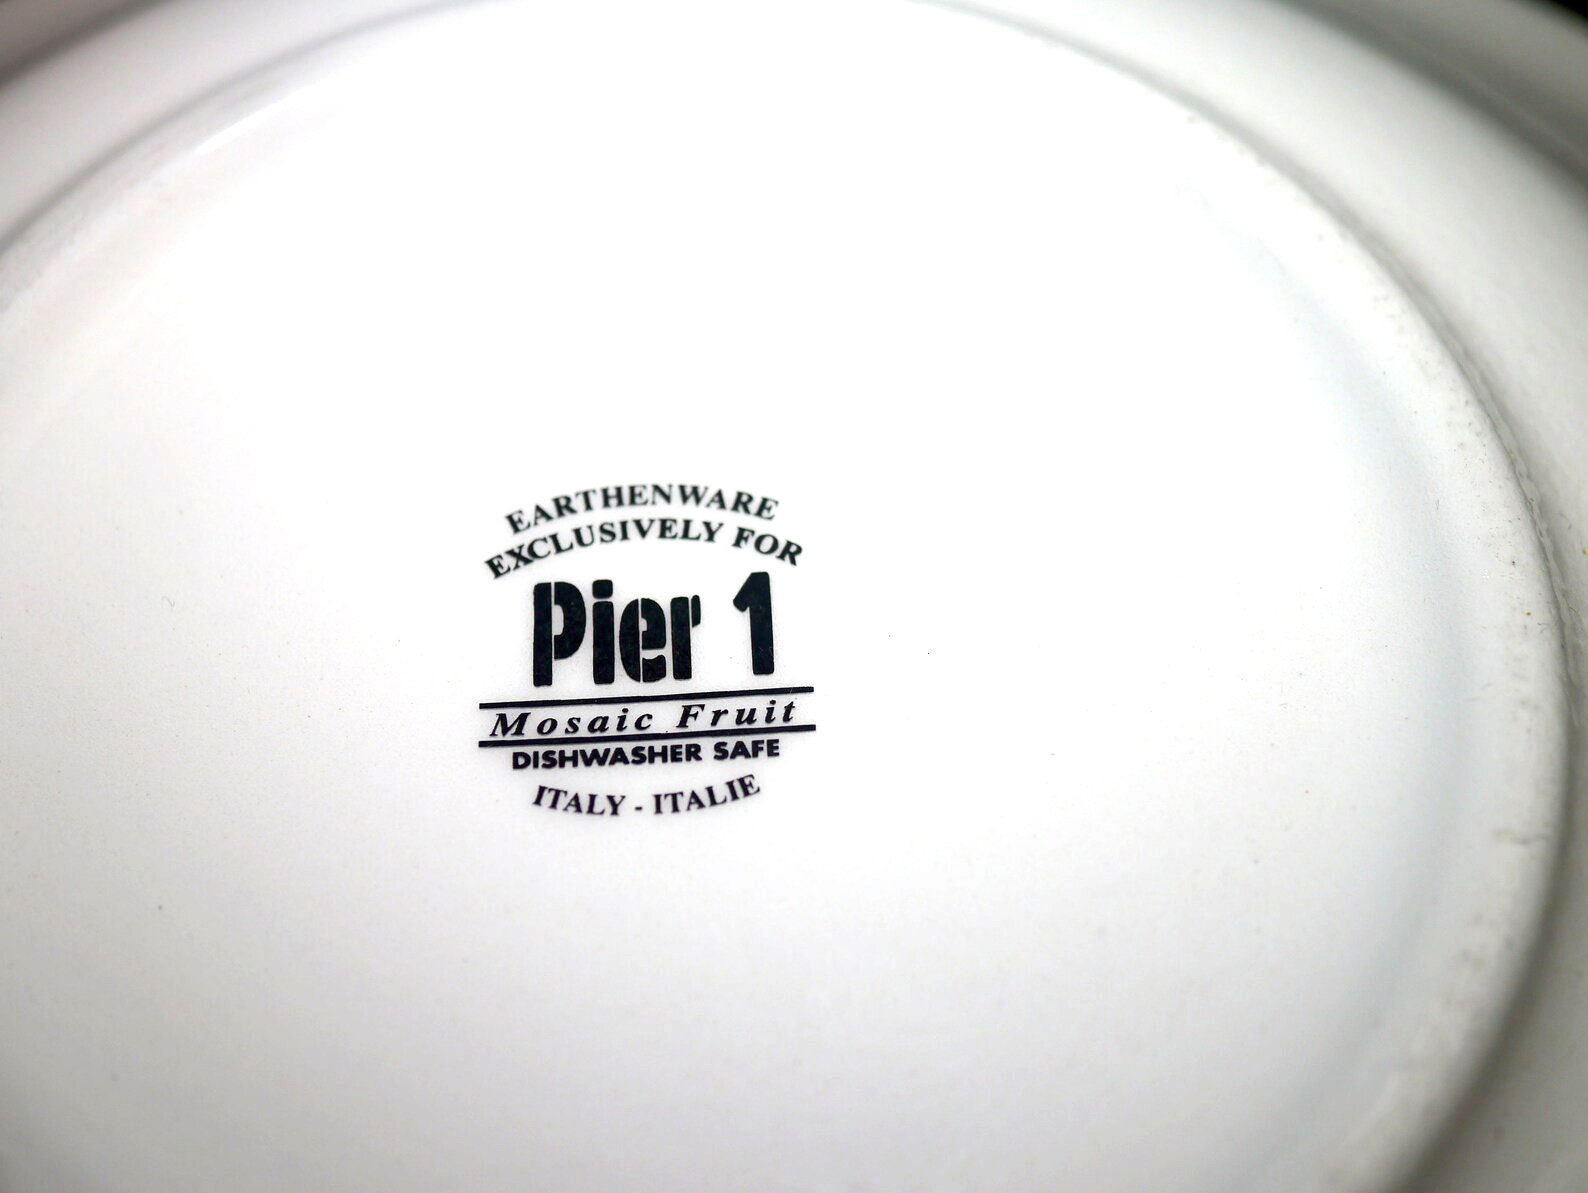 EARTHENWARE
EXCLUSIVELY FOR
Pier 1
Mosaic Fruit
DISHWASHER SAFE
ITALY - ITALIE